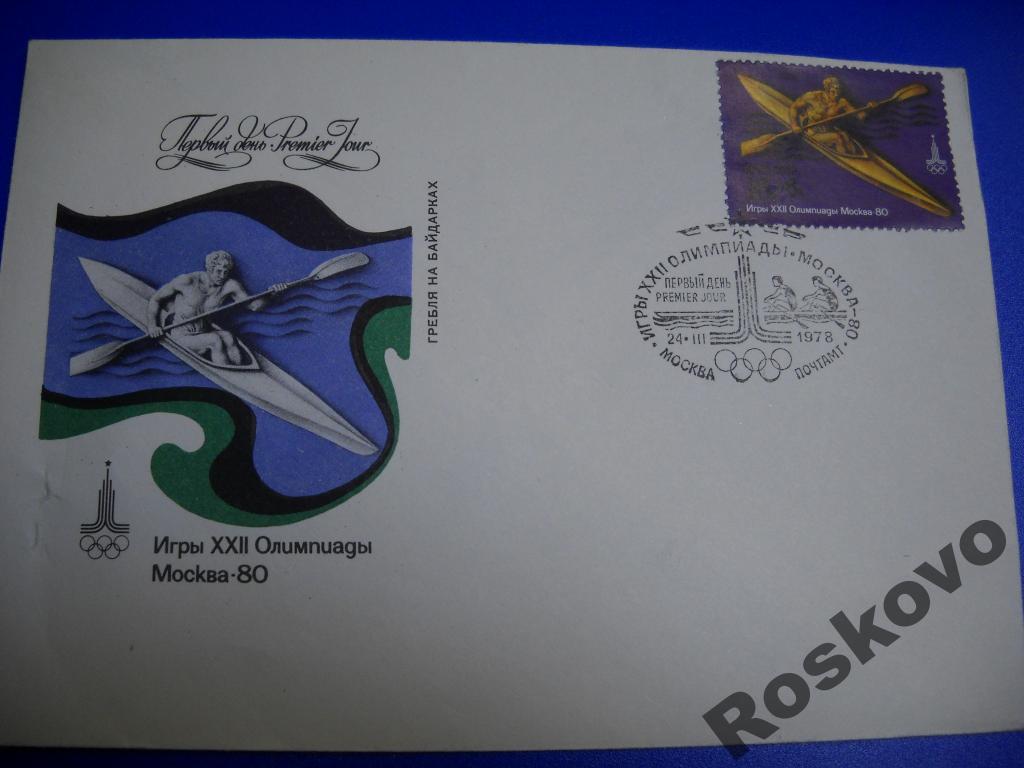 Первый день Premier Jour
ГРЕБЛЯ НА БАЙДАРКАХ
Игры XXII Олимпиады
Москва·80
Игры XXII Олимпиады Москва·80
•ИГРЫ XXII ОЛИМПИАДЫ•МОСКВА-80•
ПЕРВЫЙ ДЕНЬ
PREMIER JOUR
24•III 1978
МОСКВА ПОЧТАМТ
Roskovo